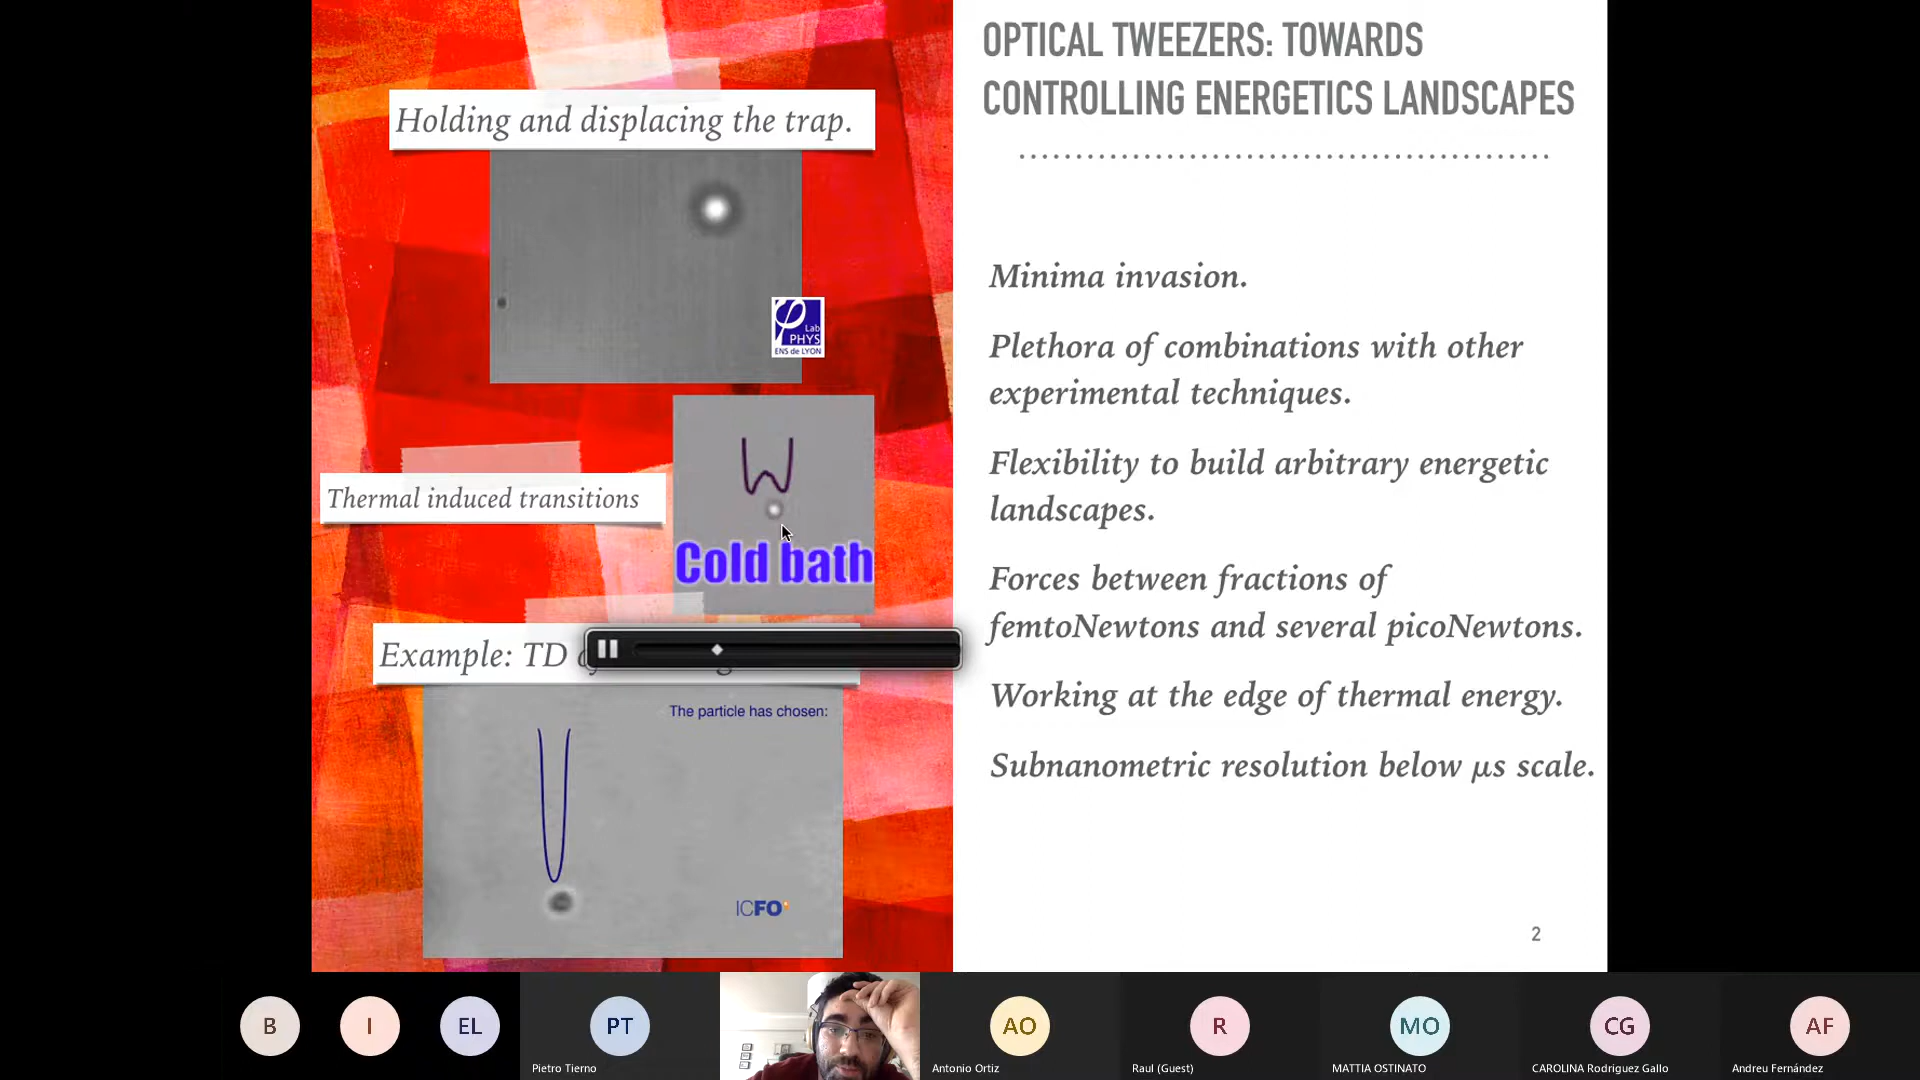 OPTICAL TWEEZERS: TOWARDS
CONTROLLING ENERGETICS LANDSCAPES
Holding and displacing the trap.
Lab
PHYS
ENS de LYON
Thermal induced transitions
Cold bath
Example: TD
The particle has chosen:
ICFO
Minima invasion.
Plethora of combinations with other
experimental techniques.
Flexibility to build arbitrary energetic
landscapes.
Forces between fractions of
femtoNewtons and several picoNewtons.
Working at the edge of thermal energy.
Subnanometric resolution below μs scale.
2
B
I
EL
PT
Pietro Tierno
AO
Antonio Ortiz
R
Raul (Guest)
MO
MATTIA OSTINATO
CG
CAROLINA Rodriguez Gallo
AF
Andreu Fernández